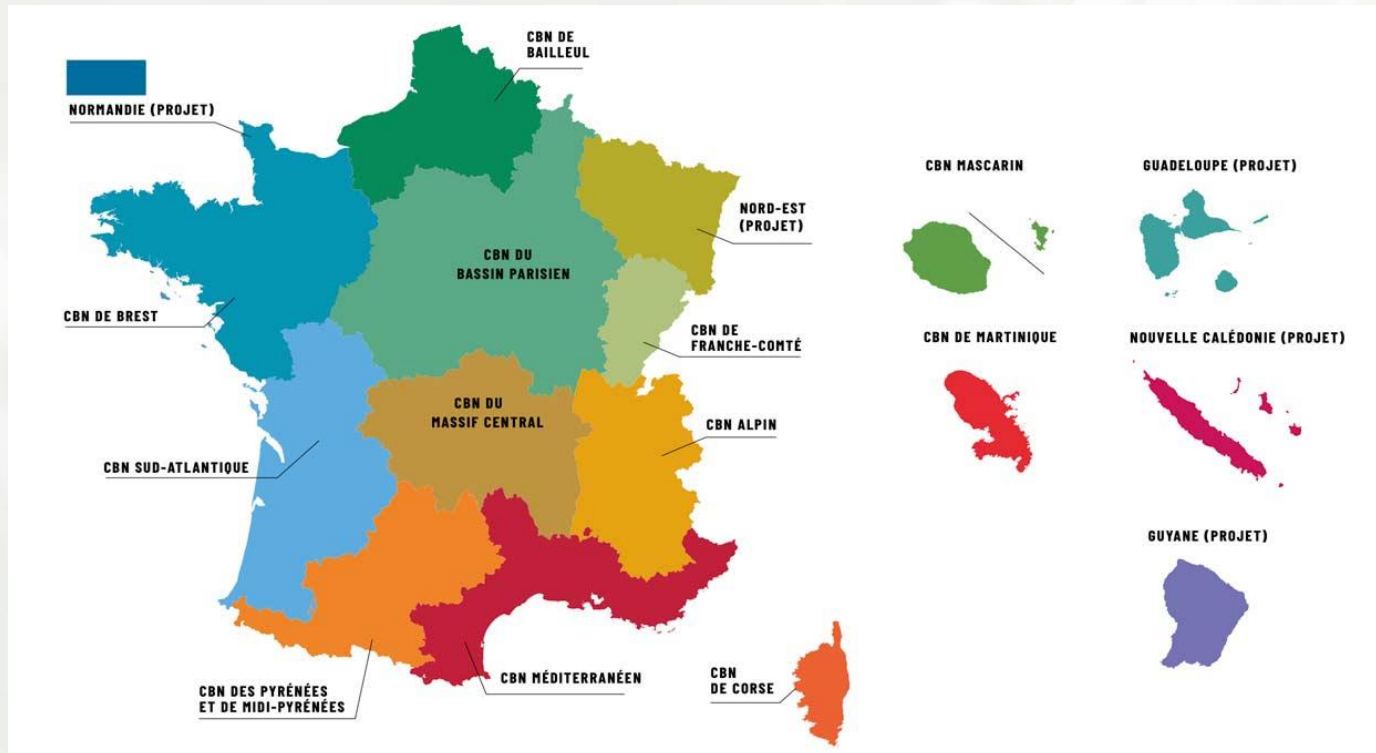 CBN DE
BAILLEUL
NORMANDIE (PROJET)
NORD-EST
(PROJET)
CBN DU
BASSIN PARISIEN
CBN DE BREST
CBN DE
FRANCHE-COMTÉ
CBN DU
MASSIF CENTRAL
CBN ALPIN
CBN SUD-ATLANTIQUE
CBN DES PYRÉNÉES
ET DE MIDI-PYRÉNÉES
CBN MÉDITERRANÉEN
CBN
DE CORSE
CBN MASCARIN
GUADELOUPE (PROJET)
CBN DE MARTINIQUE
NOUVELLE CALÉDONIE (PROJET)
GUYANE (PROJET)